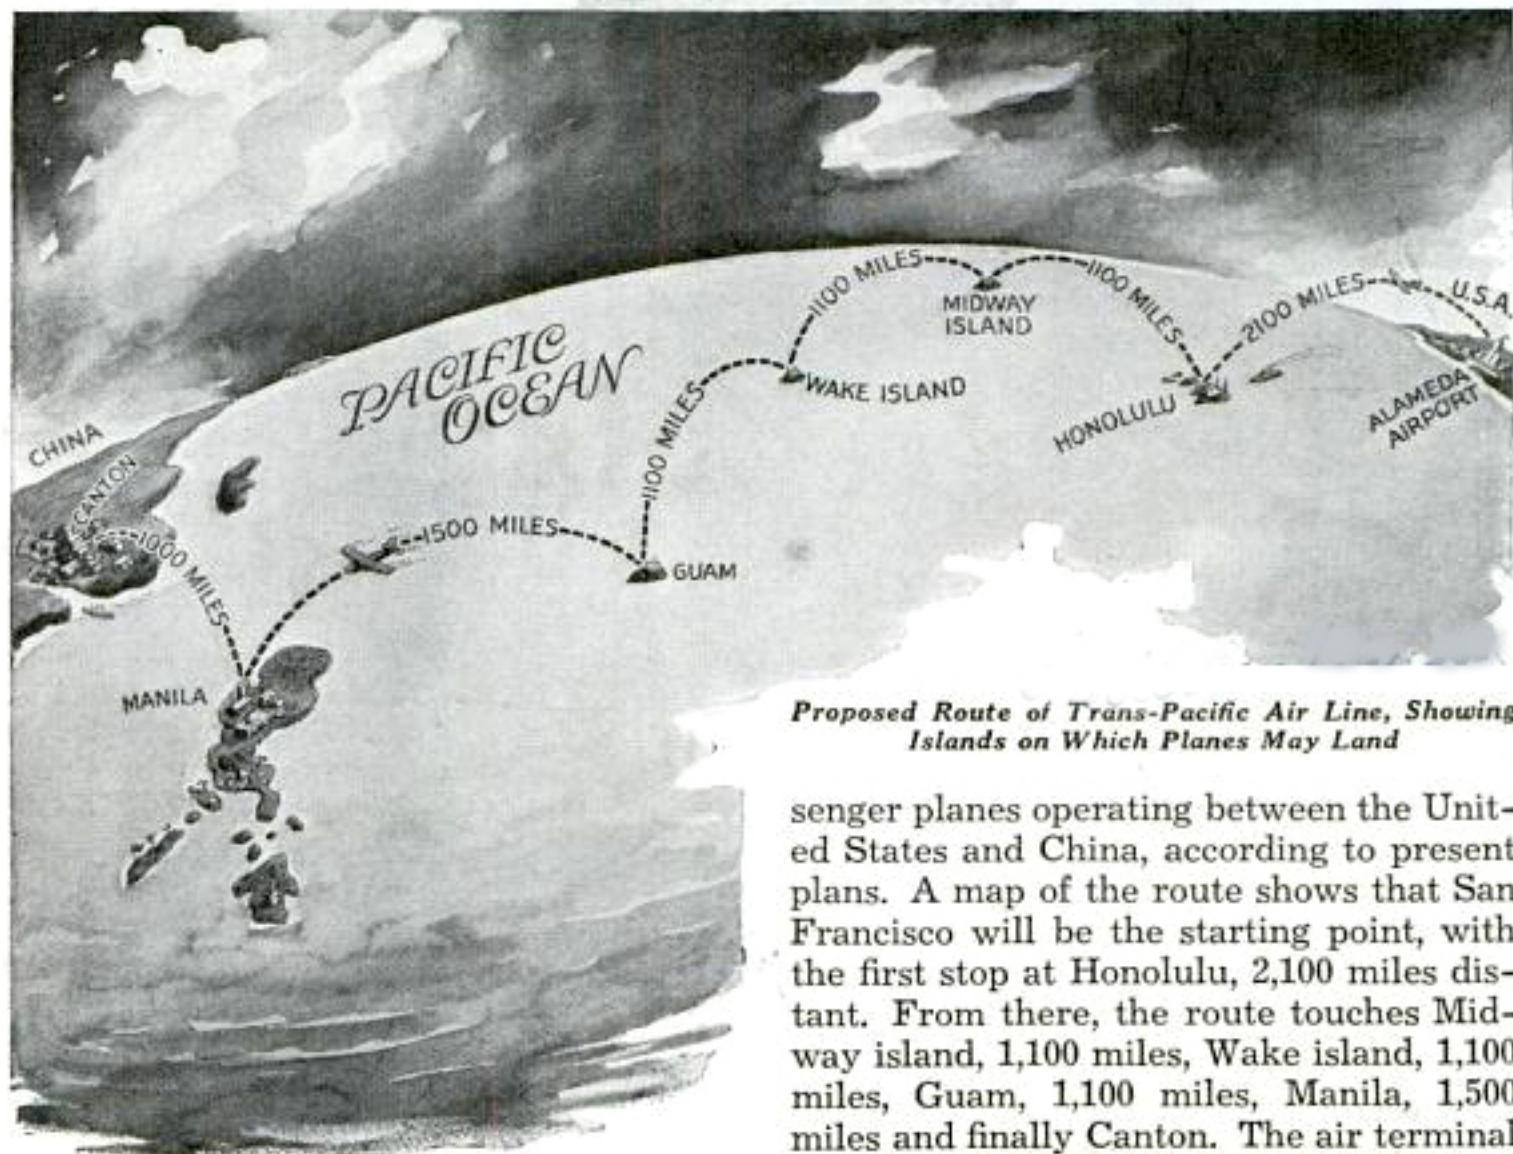 CHINA
CANTON
1000 MILES
MANILA
1500 MILES
GUAM
1100 MILES
PACIFIC
OCEAN
WAKE ISLAND
1100 MILES
MIDWAY
ISLAND
1100 MILES
HONOLULU
2100 MILES
U.S.A.
ALAMEDA
AIRPORT
Proposed Route of Trans-Pacific Air Line, Showing
Islands on Which Planes May Land
senger planes operating between the Unit-
ed States and China, according to present
plans. A map of the route shows that San
Francisco will be the starting point, with
the first stop at Honolulu, 2,100 miles dis-
tant. From there, the route touches Mid-
way island, 1,100 miles, Wake island, 1,100
miles, Guam, 1,100 miles, Manila, 1,500
miles and finally Canton. The air terminal